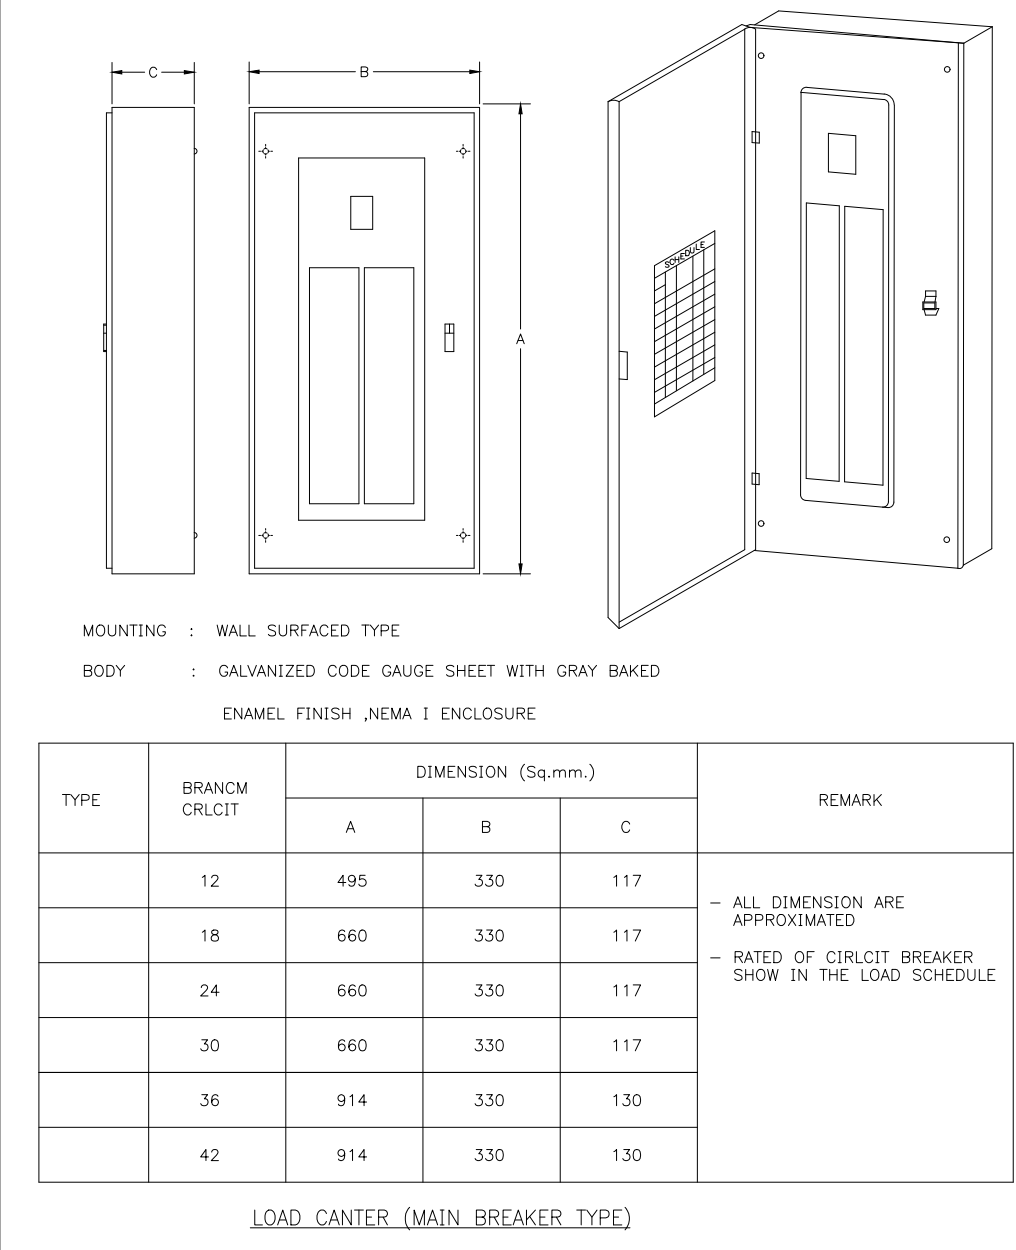 C
B
A
SCHEDULE
MOUNTING : WALL SURFACED TYPE
BODY : GALVANIZED CODE GAUGE SHEET WITH GRAY BAKED
ENAMEL FINISH ,NEMA I ENCLOSURE
TYPE
BRANCM
CRLCIT
DIMENSION (Sq.mm.)
REMARK
A B C
12 495 330 117
18 660 330 117
24 660 330 117
30 660 330 117
36 914 330 130
42 914 330 130
– ALL DIMENSION ARE
APPROXIMATED
– RATED OF CIRLCIT BREAKER
SHOW IN THE LOAD SCHEDULE
LOAD CANTER (MAIN BREAKER TYPE)